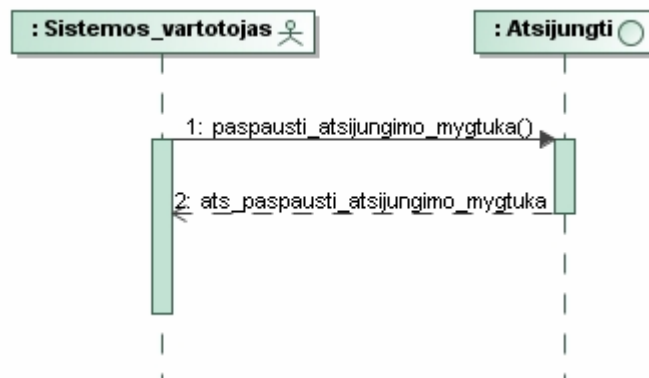 : Sistemos_vartotojas
: Atsijungti
1: paspausti_atsijungimo_mygtuka()
2: ats_paspausti_atsijungimo_mygtuka